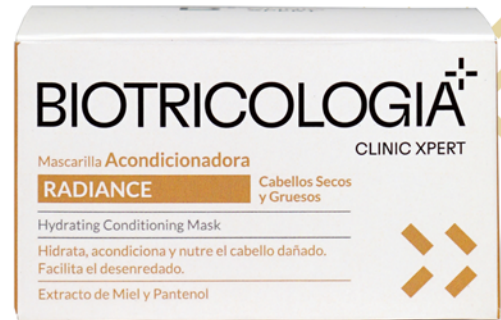 BIOTRICOLOGIA
CLINIC XPERT
Mascarilla Acondicionadora
RADIANCE
Cabellos Secos
y Gruesos
Hydrating Conditioning Mask
Hidrata, acondiciona y nutre el cabello dañado.
Facilita el desenredado.
Extracto de Miel y Pantenol